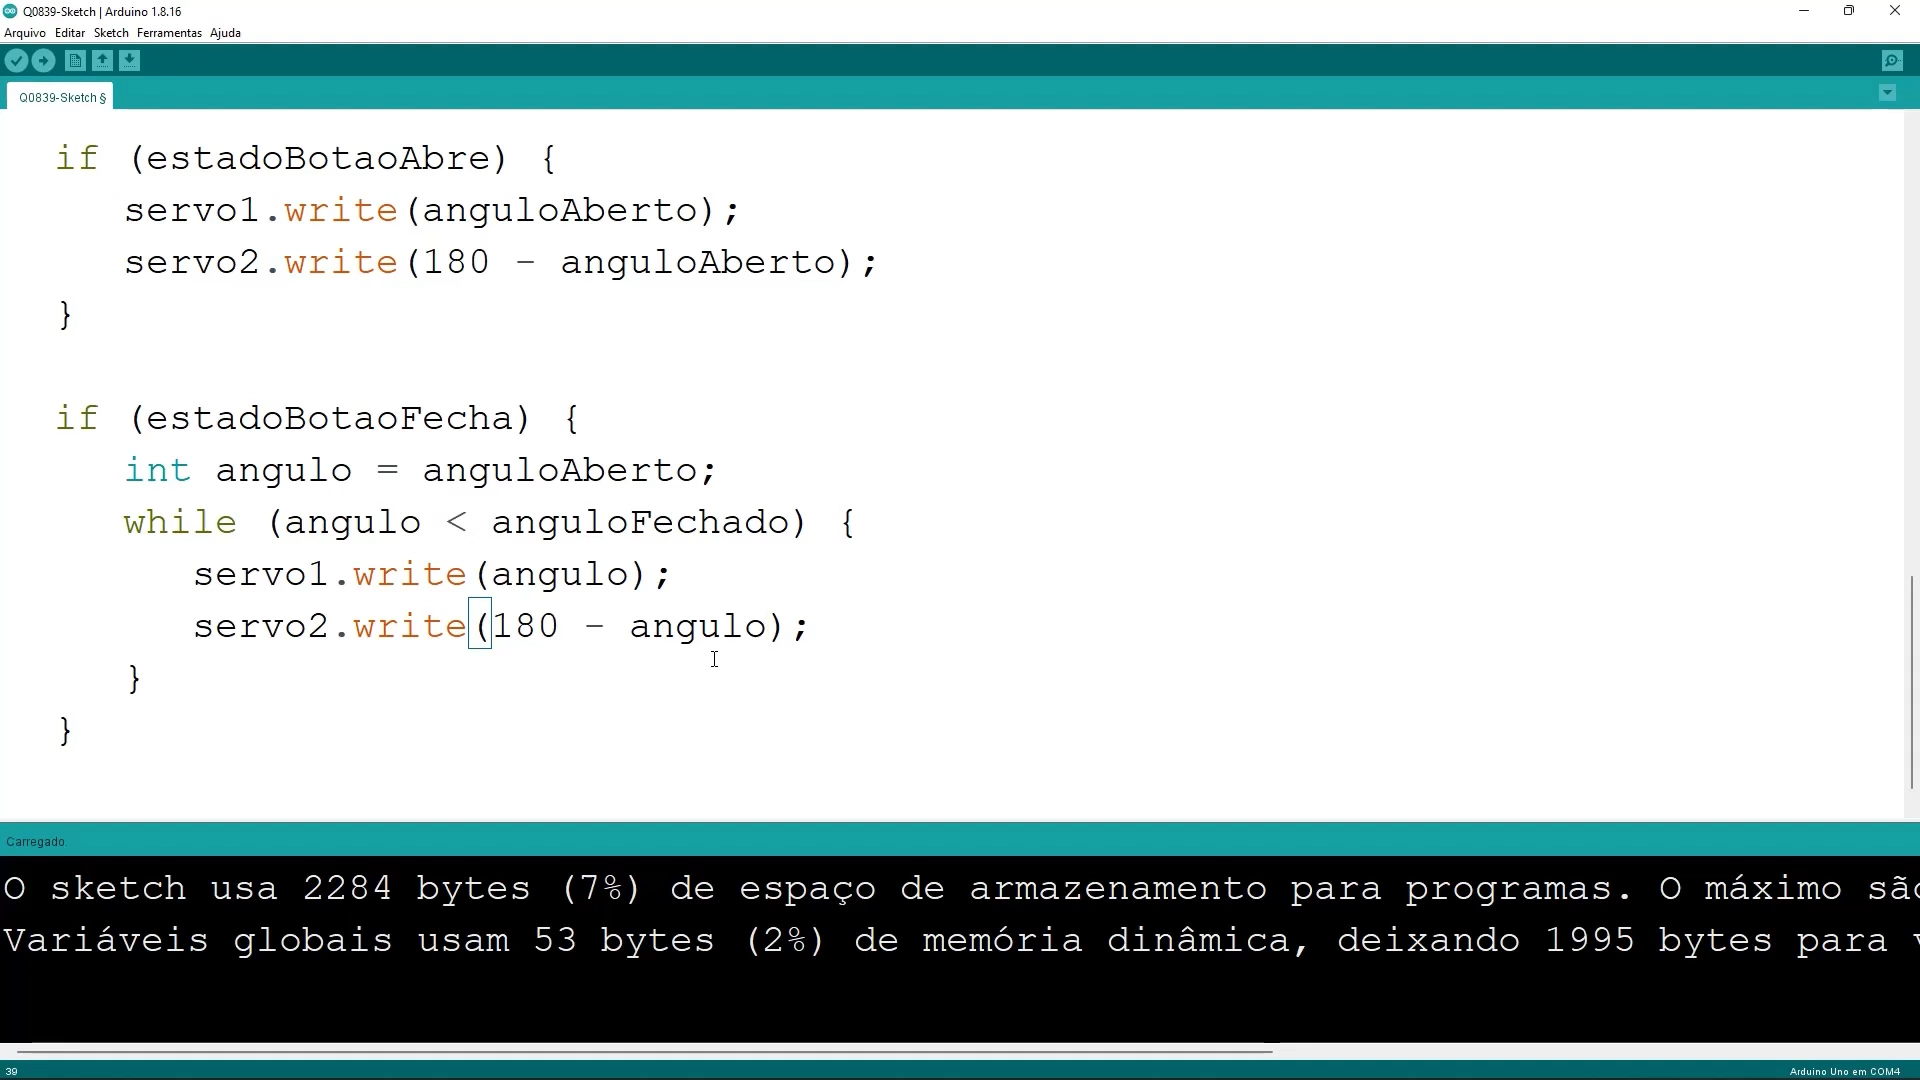 Q0839-Sketch | Arduino 1.8.16
Arquivo Editar Sketch Ferramentas Ajuda
Q0839-Sketch §
if (estadoBotaoAbre) {
servo1.write(anguloAberto);
servo2.write(180 - anguloAberto);
}
if (estadoBotaoFecha) {
int angulo = anguloAberto;
while (angulo < anguloFechado) {
servo1.write(angulo);
servo2.write(180 - angulo);
}
}
Carregado.
O sketch usa 2284 bytes (7%) de espaço de armazenamento para programas. O máximo são
Variáveis globais usam 53 bytes (2%) de memória dinâmica, deixando 1995 bytes para
39
Arduino Uno em COM4